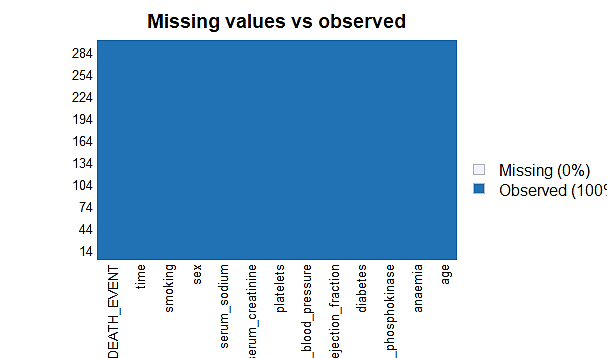 Missing values vs observed
284
254
224
194
164
134
104
74
44
14
Missing (0%)
Observed (100%
DEATH_EVENT
time
smoking
sex
serum_sodium
serum_creatinine
platelets
_blood_pressure
ejection_fraction
diabetes
_phosphokinase
anaemia
age